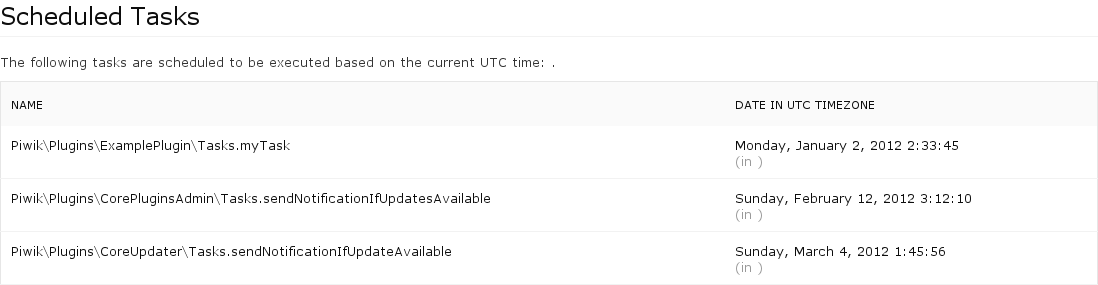 Scheduled Tasks
The following tasks are scheduled to be executed based on the current UTC time: .
NAME DATE IN UTC TIMEZONE
Piwik\Plugins\ExamplePlugin\Tasks.myTask Monday, January 2, 2012 2:33:45
(in )
Piwik\Plugins\CorePluginsAdmin\Tasks.sendNotificationIfUpdatesAvailable Sunday, February 12, 2012 3:12:10
(in )
Piwik\Plugins\CoreUpdater\Tasks.sendNotificationIfUpdateAvailable Sunday, March 4, 2012 1:45:56
(in )